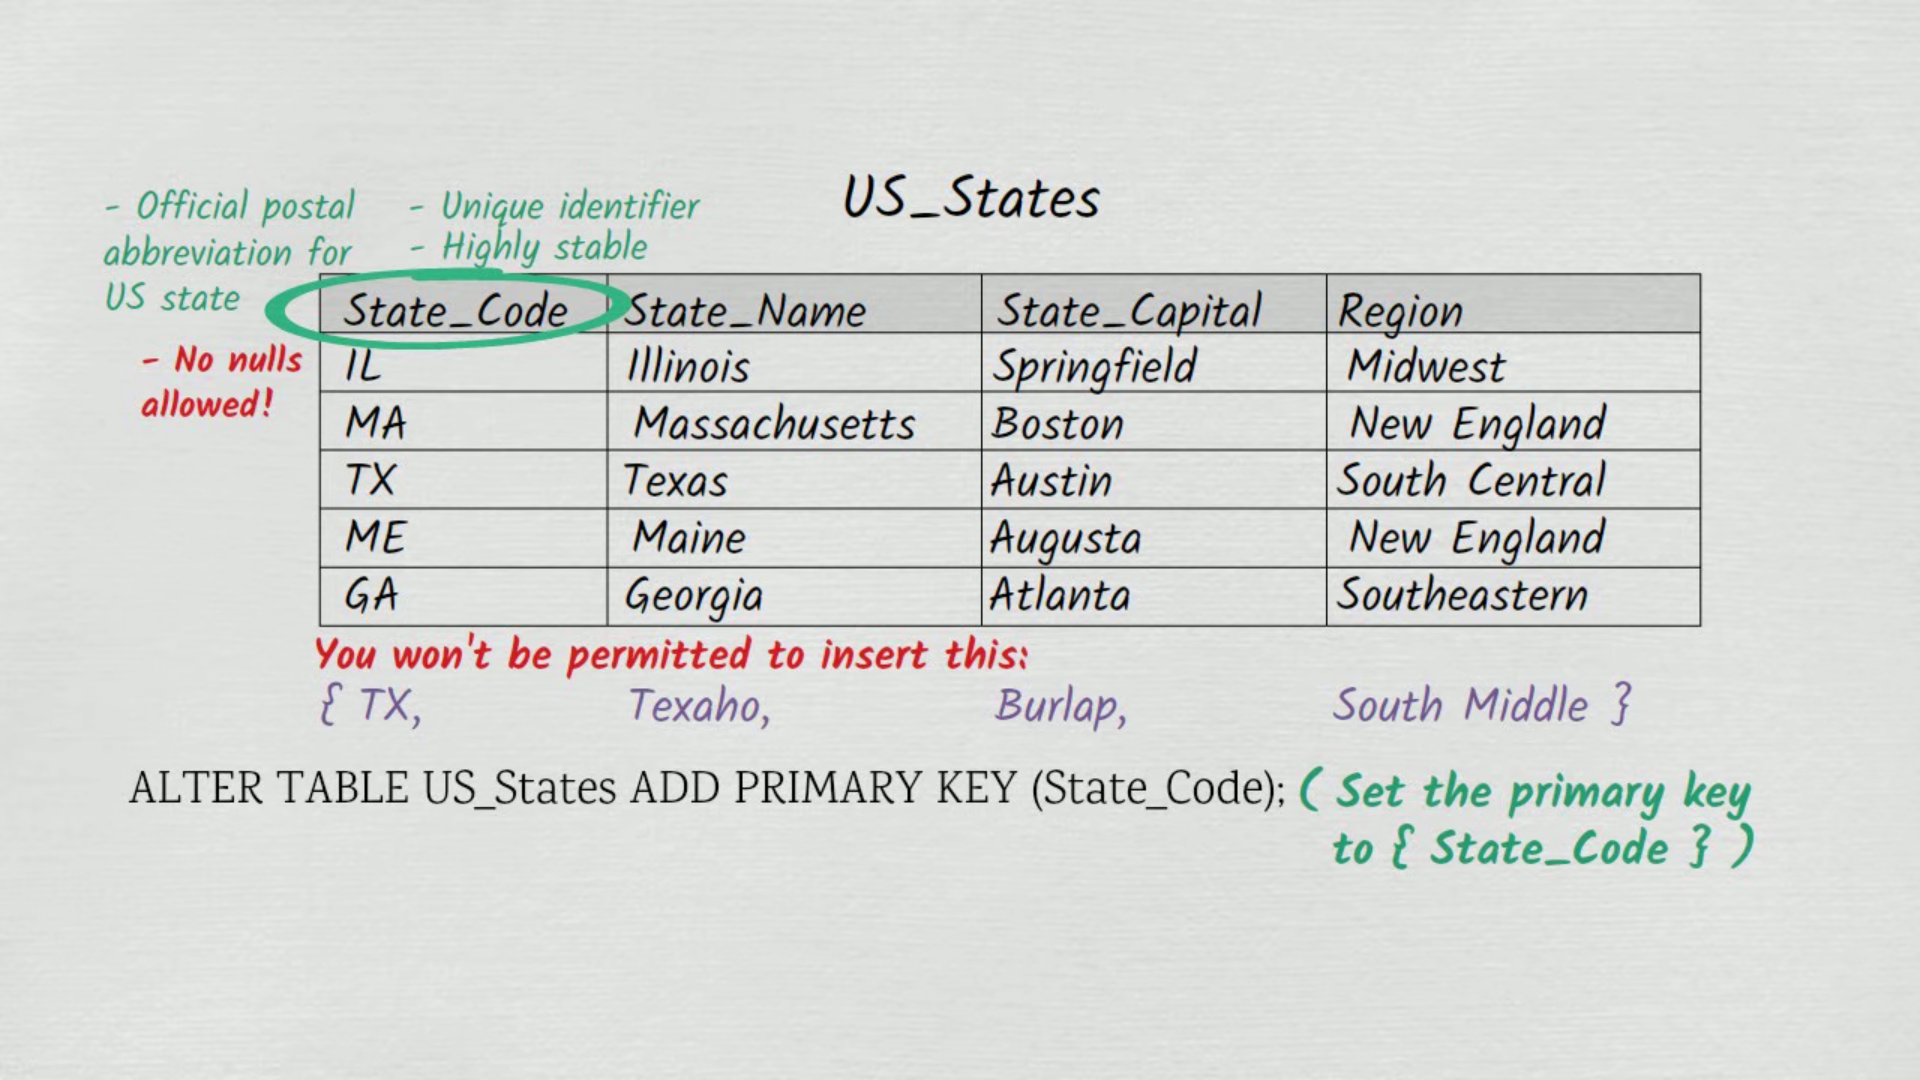 US_States
- Official postal
abbreviation for
US state
- Unique identifier
- Highly stable
- No nulls
allowed!
State_Code State_Name State_Capital Region
IL Illinois Springfield Midwest
MA Massachusetts Boston New England
TX Texas Austin South Central
ME Maine Augusta New England
GA Georgia Atlanta Southeastern
You won't be permitted to insert this:
{ TX, Texaho, Burlap, South Middle }
ALTER TABLE US_States ADD PRIMARY KEY (State_Code); ( Set the primary key
to { State_Code } )